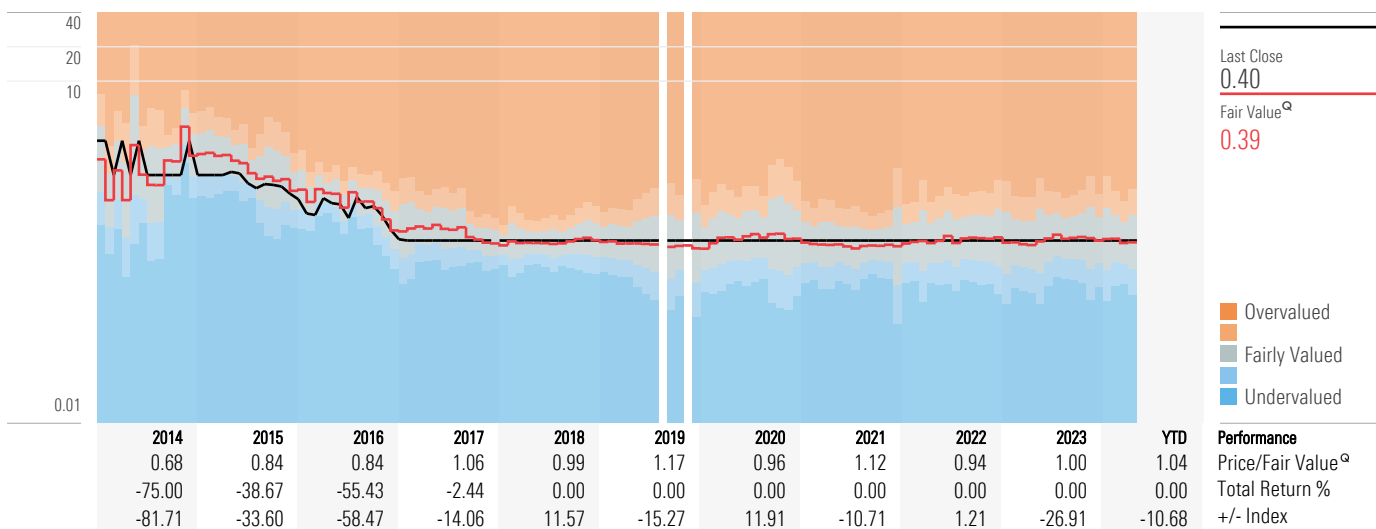 40
20
10
0.01
Last Close
0.40
Fair Value Q
0.39
Overvalued
Fairly Valued
Undervalued
2014 2015 2016 2017 2018 2019 2020 2021 2022 2023 YTD Performance
0.68 0.84 0.84 1.06 0.99 1.17 0.96 1.12 0.94 1.00 1.04 Price/Fair Value Q
-75.00 -38.67 -55.43 -2.44 0.00 0.00 0.00 0.00 0.00 0.00 0.00 Total Return %
-81.71 -33.60 -58.47 -14.06 11.57 -15.27 11.91 -10.71 1.21 -26.91 -10.68 +/- Index